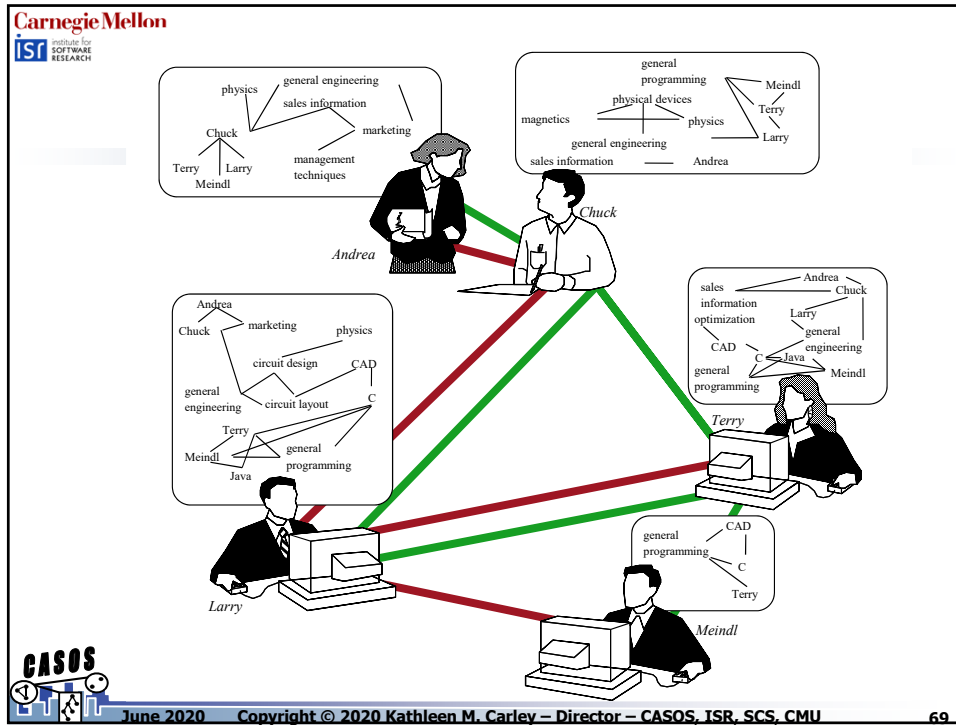 Carnegie Mellon
isr institute for
SOFTWARE
RESEARCH
physics
general engineering
sales information
Chuck
marketing
Terry
Larry
Meindl
management
techniques
general
programming
Meindl
physical devices
Terry
magnetics
physics
Larry
general engineering
sales information
Andrea
Andrea
Chuck
Andrea
Chuck
marketing
physics
circuit design
CAD
general
engineering
circuit layout
C
Terry
Meindl
general
programming
Java
sales
information
optimization
Andrea
Chuck
Larry
general
engineering
CAD
C
Java
general
programming
Meindl
Terry
general
programming
CAD
C
Terry
Larry
Meindl
CASOS
June 2020 Copyright © 2020 Kathleen M. Carley – Director – CASOS, ISR, SCS, CMU 69